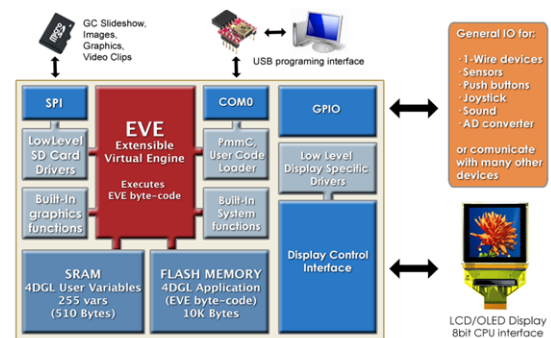 GC Slideshow,
Images,
Graphics,
Video Clips
microSD
USB programing interface
General IO for:
· 1-Wire devices
· Sensors
· Push buttons
· Joystick
· Sound
· AD converter
or comunicate
with many other
devices
SPI
EVE
Extensible
Virtual Engine
Executes
EVE byte-code
COM0
GPIO
LowLevel
SD Card
Drivers
PmmC,
User Code
Loader
Low Level
Display Specific
Drivers
Built-In
graphics
functions
Built-In
System
functions
SRAM
4DGL User Variables
255 vars
(510 Bytes)
FLASH MEMORY
4DGL Application
(EVE byte-code)
10K Bytes
Display Control
Interface
LCD/OLED Display
8bit CPU interface